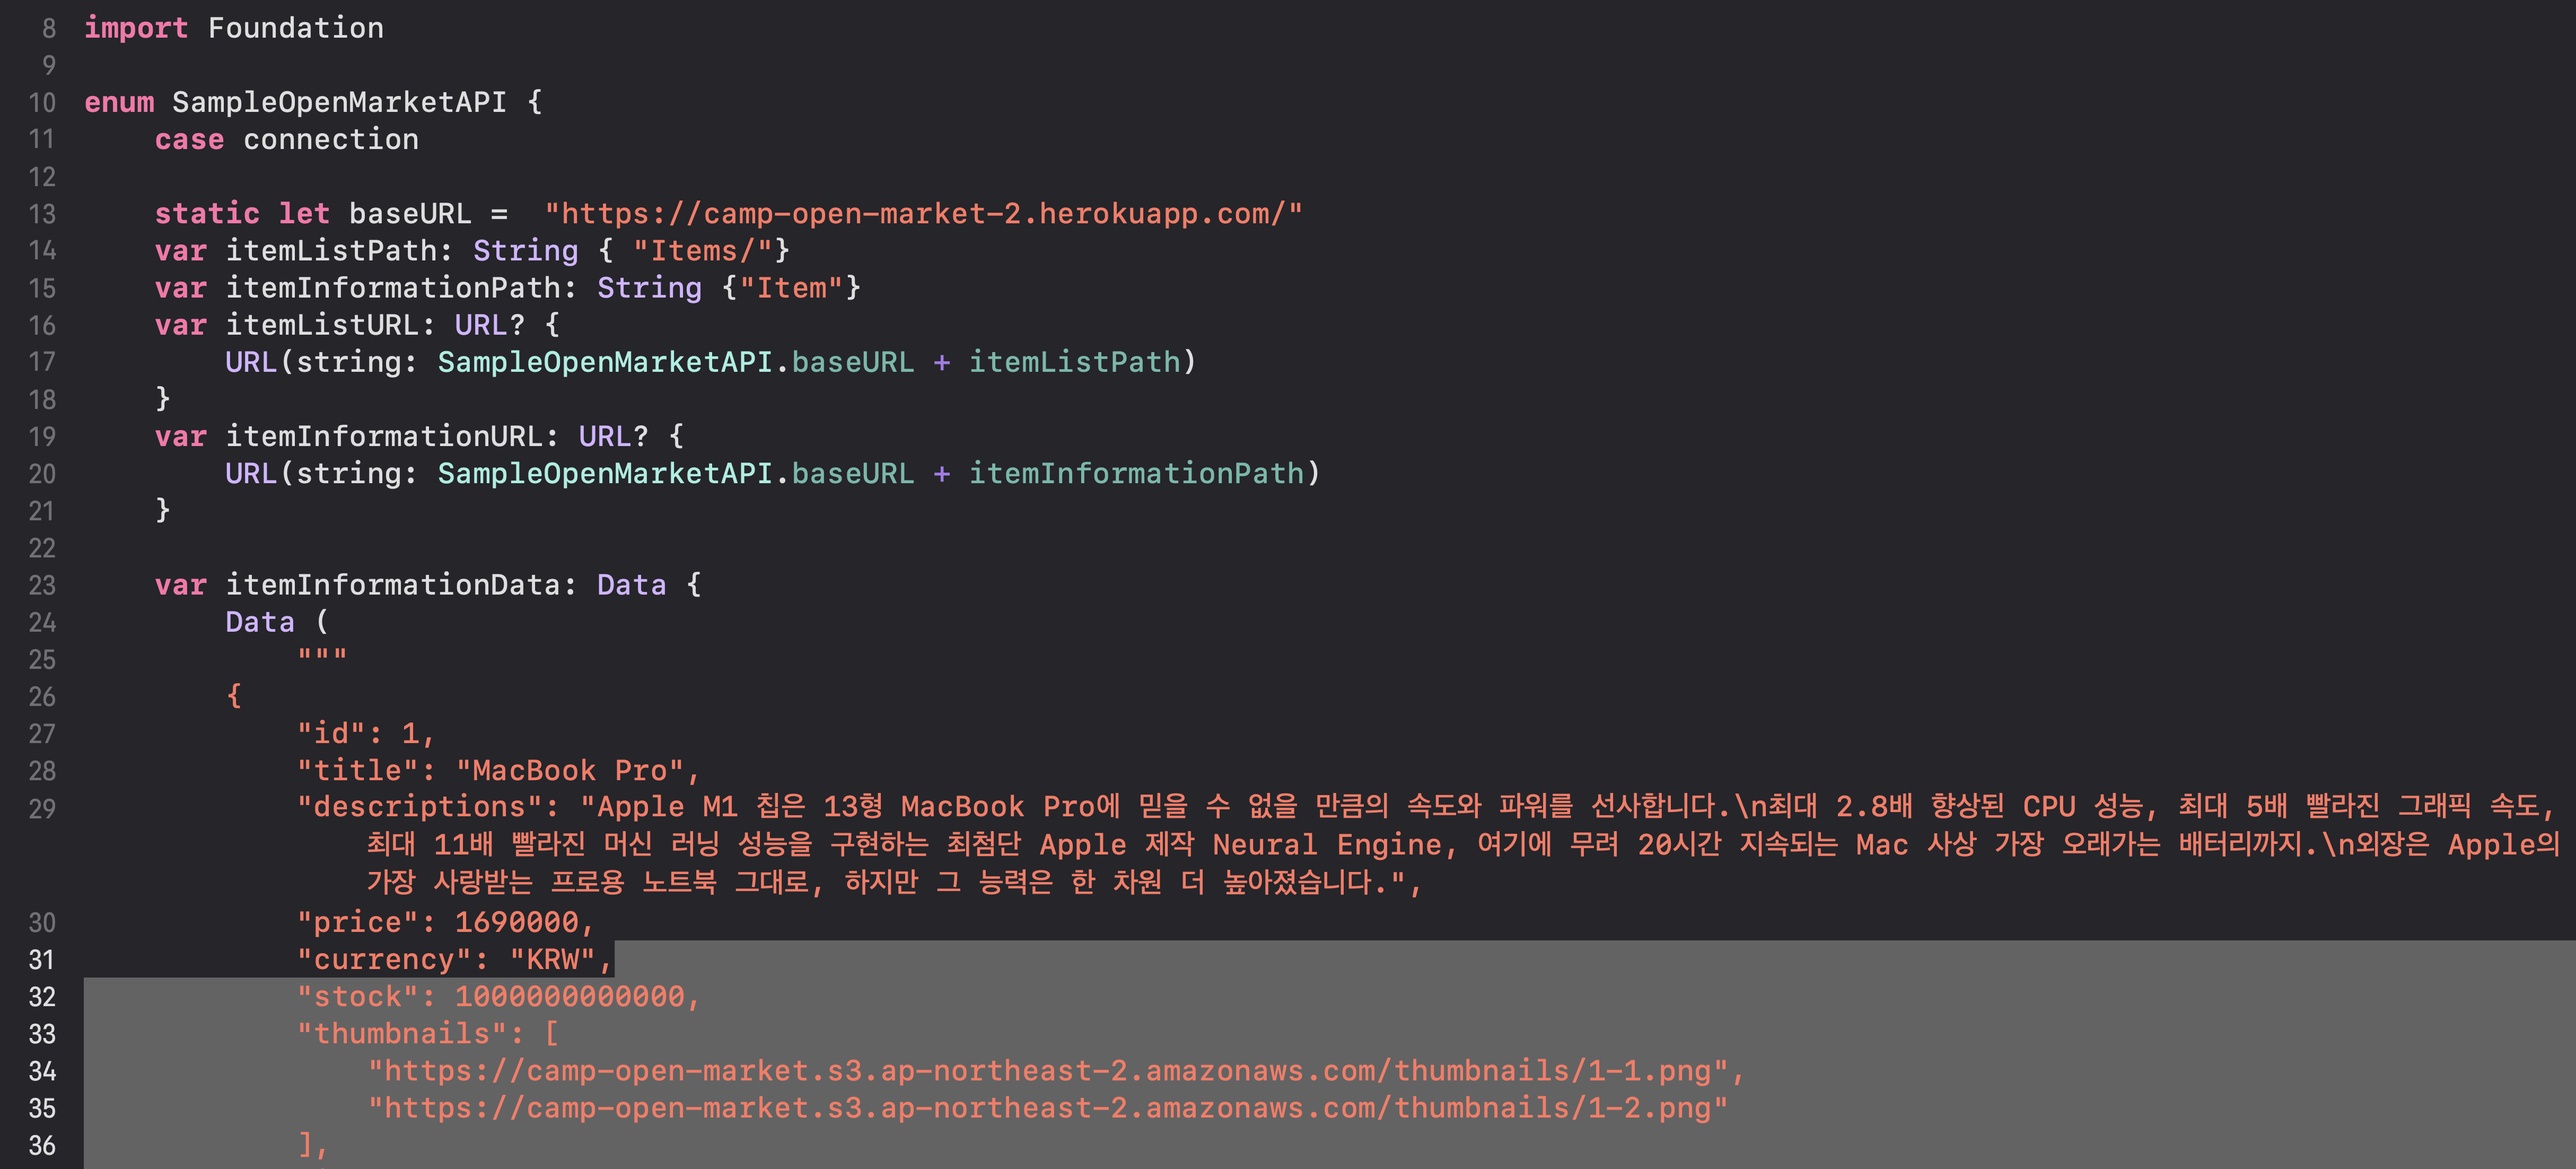 8 import Foundation
9
10 enum SampleOpenMarketAPI {
11 case connection
12
13 static let baseURL =  "https://camp-open-market-2.herokuapp.com/"
14 var itemListPath: String { "Items/"}
15 var itemInformationPath: String {"Item"}
16 var itemListURL: URL? {
17 URL(string: SampleOpenMarketAPI.baseURL + itemListPath)
18 }
19 var itemInformationURL: URL? {
20 URL(string: SampleOpenMarketAPI.baseURL + itemInformationPath)
21 }
22
23 var itemInformationData: Data {
24 Data (
25 """
26 {
27 "id": 1,
28 "title": "MacBook Pro",
29 "descriptions": "Apple M1 칩은 13형 MacBook Pro에 믿을 수 없을 만큼의 속도와 파워를 선사합니다.\n최대 2.8배 향상된 CPU 성능, 최대 5배 빨라진 그래픽 속도,
최대 11배 빨라진 머신 러닝 성능을 구현하는 최첨단 Apple 제작 Neural Engine, 여기에 무려 20시간 지속되는 Mac 사상 가장 오래가는 배터리까지.\n외장은 Apple의
가장 사랑받는 프로용 노트북 그대로, 하지만 그 능력은 한 차원 더 높아졌습니다.",
30 "price": 1690000,
31 "currency": "KRW",
32 "stock": 1000000000000,
33 "thumbnails": [
34 "https://camp-open-market.s3.ap-northeast-2.amazonaws.com/thumbnails/1-1.png",
35 "https://camp-open-market.s3.ap-northeast-2.amazonaws.com/thumbnails/1-2.png"
36 ],